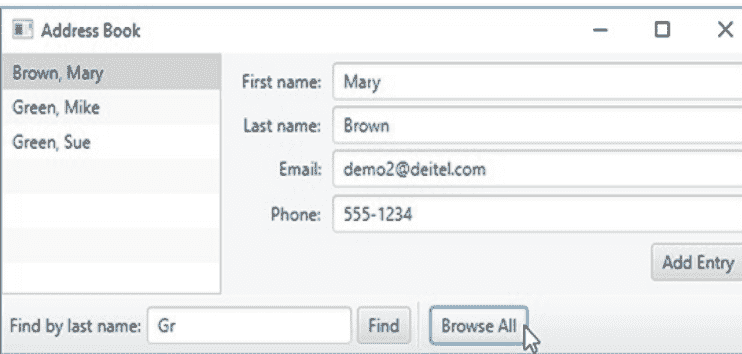 Address Book
Brown, Mary
Green, Mike
Green, Sue
First name: Mary
Last name: Brown
Email: demo2@deitel.com
Phone: 555-1234
Add Entry
Find by last name: Gr Find Browse All